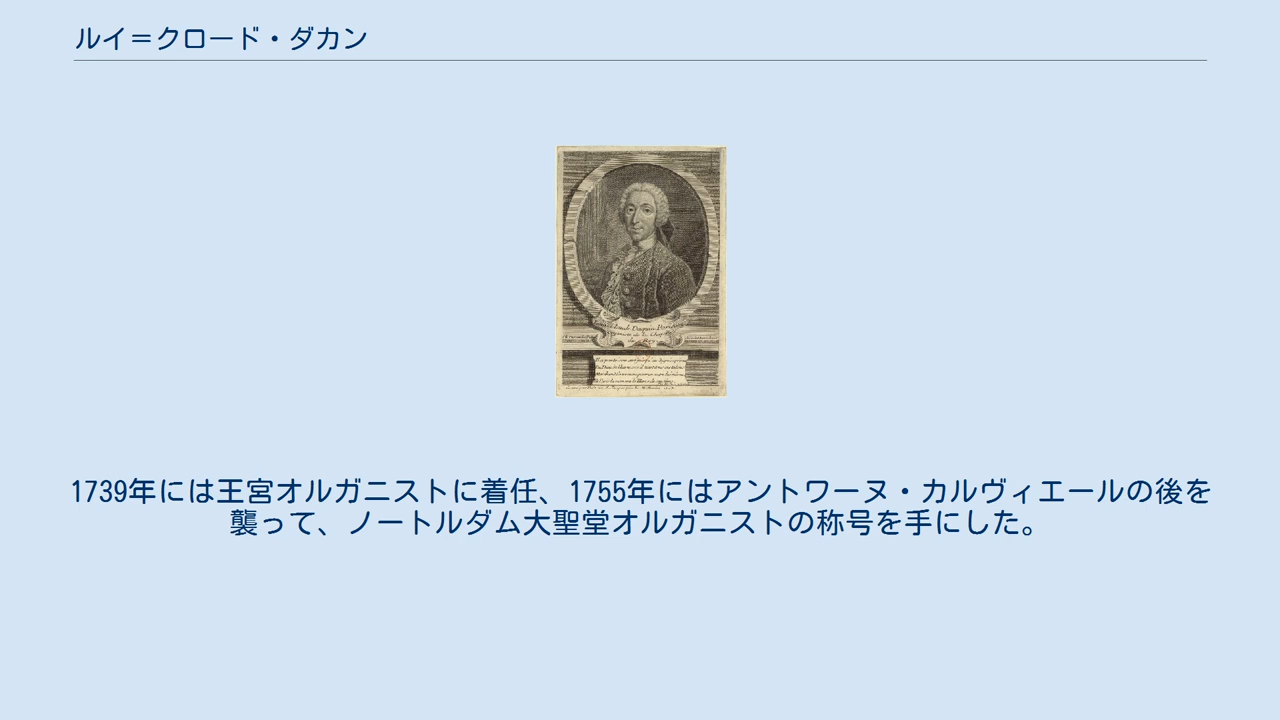 ルイ＝クロード・ダカン
Daquin
1739年には王宮オルガニストに着任、1755年にはアントワーヌ・カルヴィエールの後を
襲って、ノートルダム大聖堂オルガニストの称号を手にした。